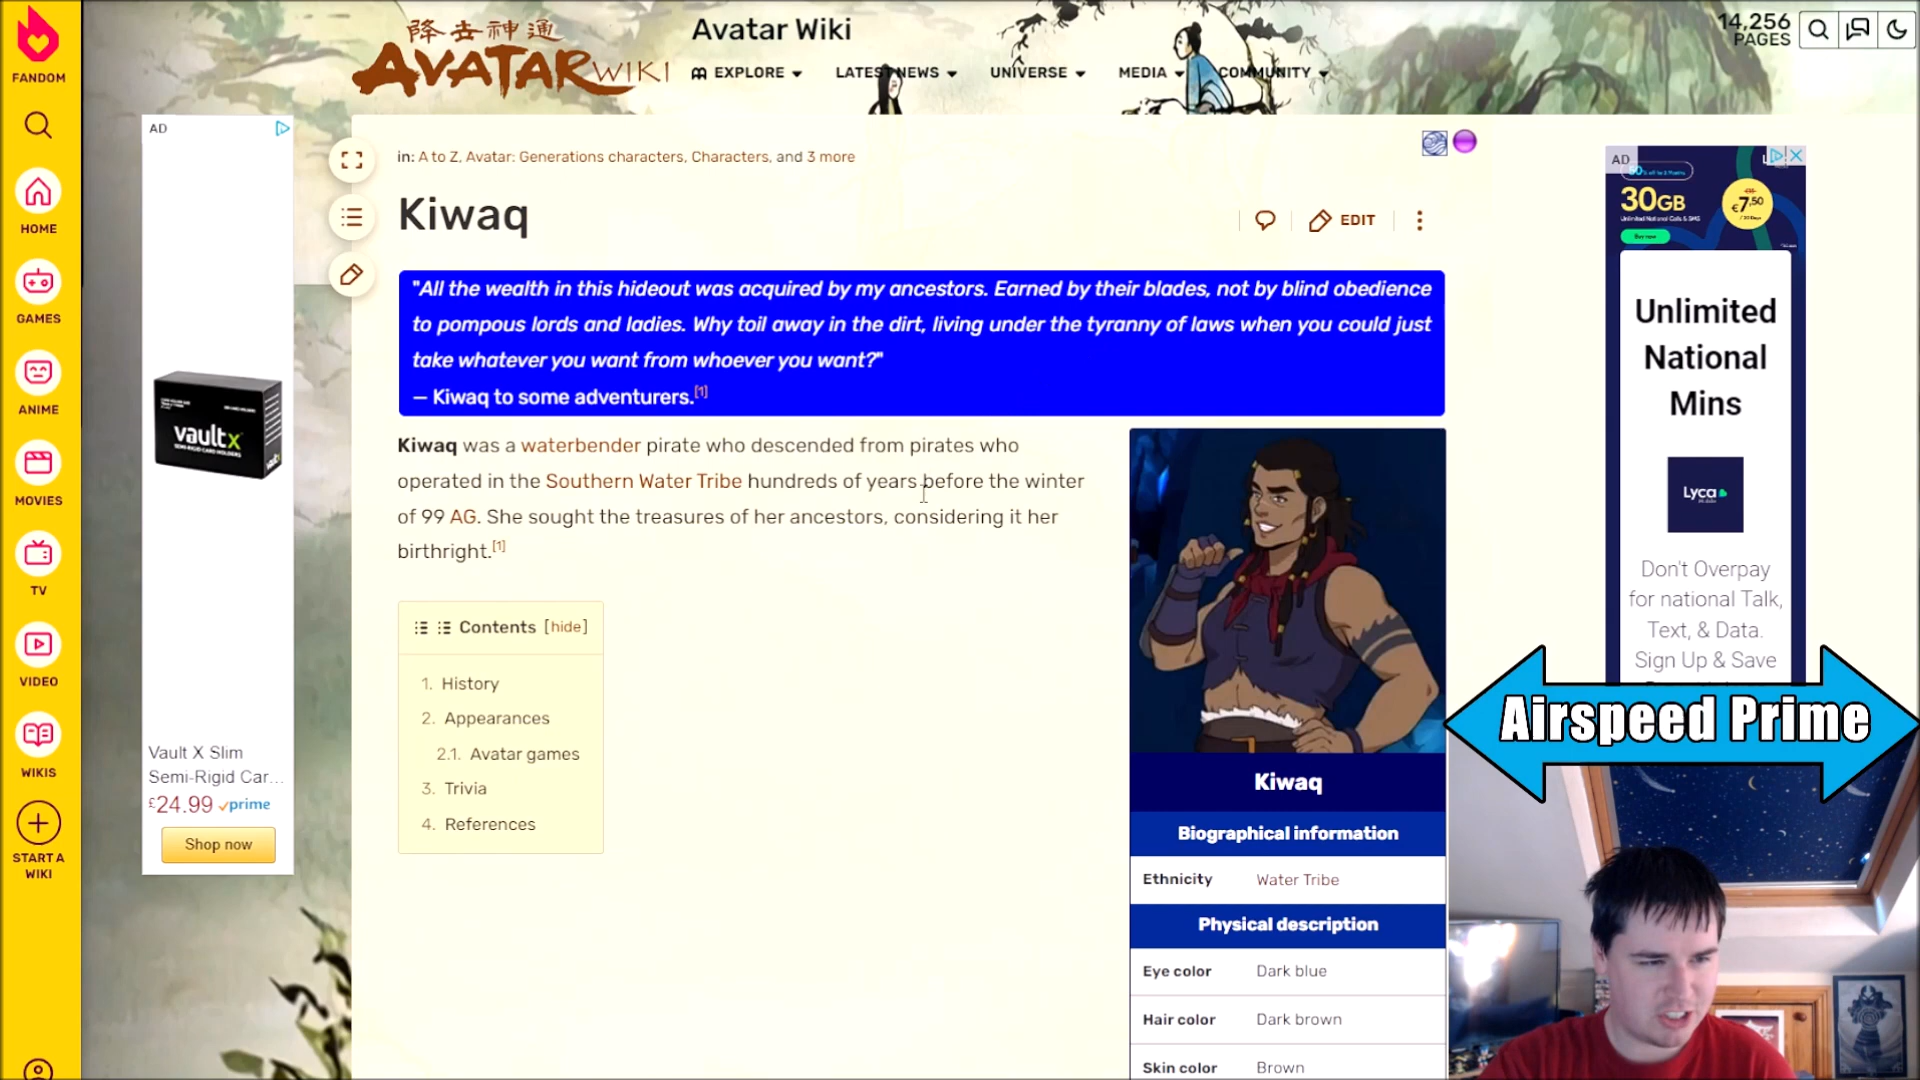 FANDOM
HOME
GAMES
ANIME
MOVIES
TV
VIDEO
WIKIS
START A
WIKI
降去神通
AVATAR WIKI
Avatar Wiki
EXPLORE
LATEST NEWS
UNIVERSE
MEDIA
COMMUNITY
14,256
PAGES
AD
vaultx
SEMI-RIGID CARD HOLDERS
Vault X Slim
Semi-Rigid Car...
£24.99 prime
Shop now
in: A to Z, Avatar: Generations characters, Characters, and 3 more
Kiwaq
EDIT
"All the wealth in this hideout was acquired by my ancestors. Earned by their blades, not by blind obedience
to pompous lords and ladies. Why toil away in the dirt, living under the tyranny of laws when you could just
take whatever you want from whoever you want?"
— Kiwaq to some adventurers.[1]
Kiwaq was a waterbender pirate who descended from pirates who
operated in the Southern Water Tribe hundreds of years before the winter
of 99 AG. She sought the treasures of her ancestors, considering it her
birthright.[1]
Contents [hide]
1. History
2. Appearances
2.1. Avatar games
3. Trivia
4. References
Kiwaq
Biographical information
Ethnicity Water Tribe
Physical description
Eye color Dark blue
Hair color Dark brown
Skin color Brown
AD
30GB
Unlimited National Calls & SMS
€7,50
Buy now
Unlimited
National
Mins
Lyca
Don't Overpay
for national Talk,
Text, & Data.
Sign Up & Save
Airspeed Prime